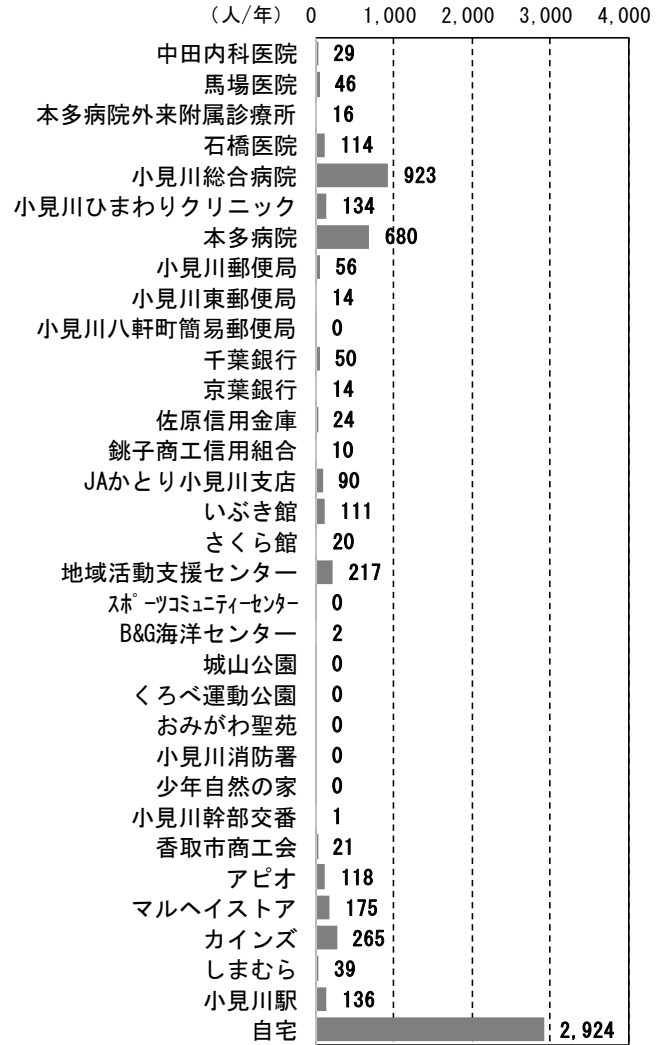 （人/年） 0 1,000 2,000 3,000 4,000
中田内科医院 29
馬場医院 46
本多病院外来附属診療所 16
石橋医院 114
小見川総合病院 923
小見川ひまわりクリニック 134
本多病院 680
小見川郵便局 56
小見川東郵便局 14
小見川八軒町簡易郵便局 0
千葉銀行 50
京葉銀行 14
佐原信用金庫 24
銚子商工信用組合 10
JAかとり小見川支店 90
いぶき館 111
さくら館 20
地域活動支援センター 217
ｽﾎﾟｰﾂｺﾐｭﾆﾃｨｰｾﾝﾀｰ 0
B&G海洋センター 2
城山公園 0
くろべ運動公園 0
おみがわ聖苑 0
小見川消防署 0
少年自然の家 0
小見川幹部交番 1
香取市商工会 21
アピオ 118
マルヘイストア 175
カインズ 265
しまむら 39
小見川駅 136
自宅 2,924